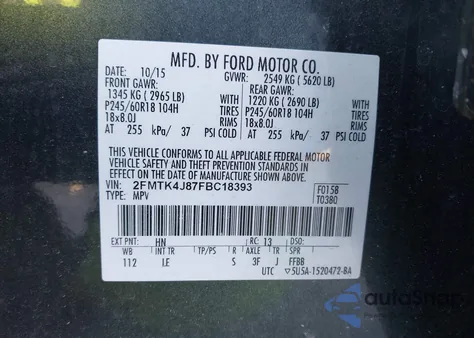 MFD. BY FORD MOTOR CO.
DATE: 10/15 GVWR: 2549 KG ( 5620 LB)
FRONT GAWR: REAR GAWR:
1345 KG ( 2965 LB) 1220 KG ( 2690 LB)
P245/60R18 104H TIRES P245/60R18 104H TIRES
18x8.0J RIMS 18x8.0J RIMS
AT 255 kPa/ 37 PSI COLD AT 255 kPa/ 37 PSI COLD
THIS VEHICLE CONFORMS TO ALL APPLICABLE FEDERAL MOTOR
VEHICLE SAFETY AND THEFT PREVENTION STANDARDS IN
EFFECT ON THE DATE OF MANUFACTURE SHOWN ABOVE.
VIN: 2FMTK4J87FBC18393 F015B
TYPE: MPV T0380
EXT PNT: HN RC: 13 DSO:
WB INT TR TP/PS R AXLE TR S
112 J.E S 3F J FFBB
UTC ▽5U5A-1520472-BA
autoSnap